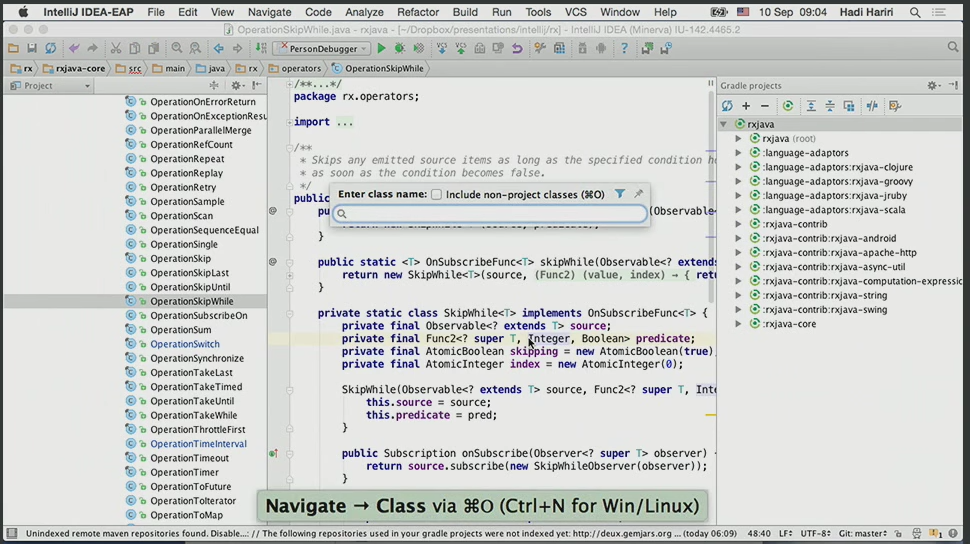 IntelliJ IDEA-EAP File Edit View Navigate Code Analyze Refactor Build Run Tools VCS Window Help 10 Sep 09:04 Hadi Hariri
OperationSkipWhile.java - [rxjava-core] - rxjava - [~/Dropbox/presentations/intellij/rx] - IntelliJ IDEA (Minerva) IU-142.4465.2
PersonDebugger
rx rxjava-core src main java rx operators OperationSkipWhile
Project
OperationOnErrorReturn
OperationOnExceptionResu
OperationParallelMerge
OperationRefCount
OperationRepeat
OperationReplay
OperationRetry
OperationSample
OperationScan
OperationSequenceEqual
OperationSingle
OperationSkip
OperationSkipLast
OperationSkipUntil
OperationSkipWhile
OperationSubscribeOn
OperationSum
OperationSwitch
OperationSynchronize
OperationTakeLast
OperationTakeTimed
OperationTakeUntil
OperationTakeWhile
OperationThrottleFirst
OperationTimeInterval
OperationTimeout
OperationTimer
OperationToFuture
OperationToIterator
OperationToMap
/**...*/
package rx.operators;
import ...
/**
* Skips any emitted source items as long as the specified condition ho
* as soon as the condition becomes false.
*/
Enter class name: Include non-project classes (⌘O)
}
public static <T> OnSubscribeFunc<T> skipWhile(Observable<? extends
return new SkipWhile<T>(source, (Func2) (value, index) → { retu
}
private static class SkipWhile<T> implements OnSubscribeFunc<T> {
private final Observable<? extends T> source;
private final Func2<? super T, Integer, Boolean> predicate;
private final AtomicBoolean skipping = new AtomicBoolean(true);
private final AtomicInteger index = new AtomicInteger(0);
SkipWhile(Observable<? extends T> source, Func2<? super T, Inte
this.source = source;
this.predicate = pred;
}
public Subscription onSubscribe(Observer<? super T> observer) {
return source.subscribe(new SkipWhileObserver(observer));
}
Navigate → Class via ⌘O (Ctrl+N for Win/Linux)
Gradle projects
rxjava
rxjava (root)
:language-adaptors
:language-adaptors:rxjava-clojure
:language-adaptors:rxjava-groovy
:language-adaptors:rxjava-jruby
:language-adaptors:rxjava-scala
:rxjava-contrib
:rxjava-contrib:rxjava-android
:rxjava-contrib:rxjava-apache-http
:rxjava-contrib:rxjava-async-util
:rxjava-contrib:rxjava-computation-expressio
:rxjava-contrib:rxjava-string
:rxjava-contrib:rxjava-swing
:rxjava-core
Unindexed remote maven repositories found. Disable... // The following repositories used in your gradle projects were not indexed yet: http://deux.gemjars.org (today 06:09) 48:40 LF÷ UTF-8÷ Git: master÷